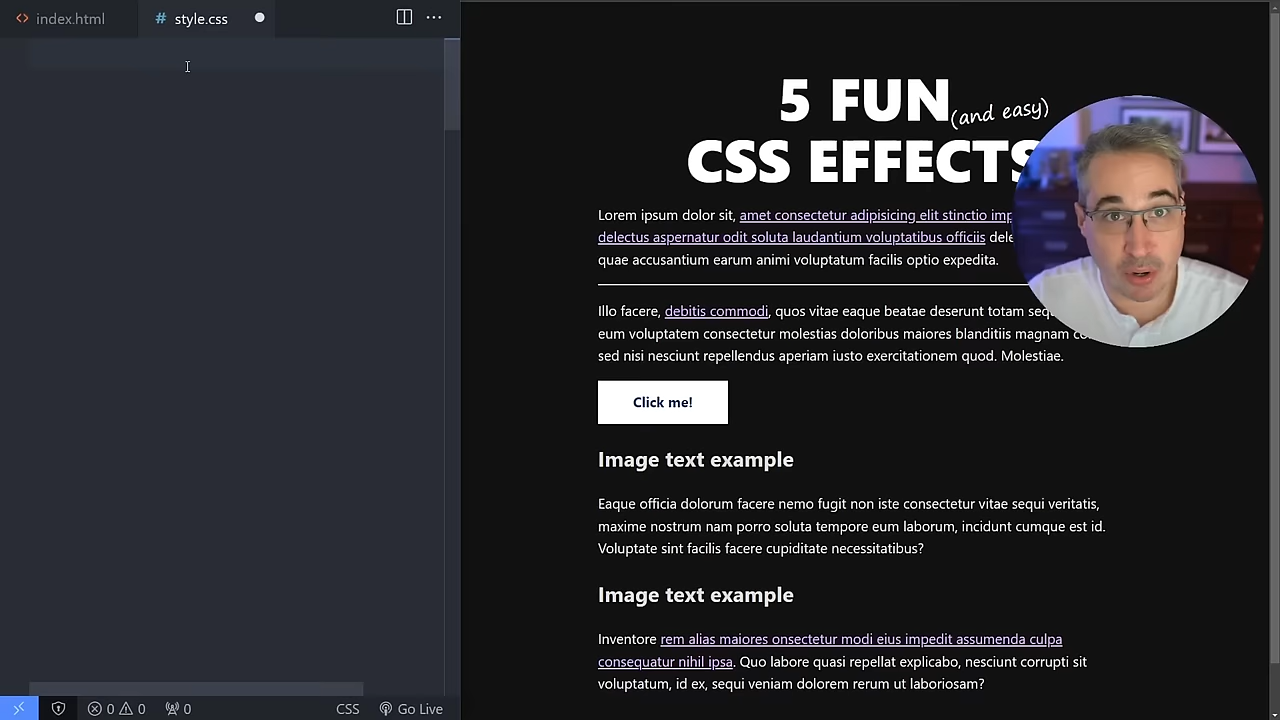 index.html
style.css
5 FUN
(and easy)
CSS EFFECTS
Lorem ipsum dolor sit, amet consectetur adipisicing elit stinctio
delectus aspernatur odit soluta laudantium voluptatibus officiis
quae accusantium earum animi voluptatum facilis optio expedita.
Illo facere, debitis commodi, quos vitae eaque beatae deserunt totam
eum voluptatem consectetur molestias doloribus maiores blanditiis magnam
sed nisi nesciunt repellendus aperiam iusto exercitationem quod. Molestiae.
Click me!
Image text example
Eaque officia dolorum facere nemo fugit non iste consectetur vitae sequi veritatis,
maxime nostrum nam porro soluta tempore eum laborum, incidunt cumque est id.
Voluptate sint facilis facere cupiditate necessitatibus?
Image text example
Inventore rem alias maiores onsectetur modi eius impedit assumenda culpa
consequatur nihil ipsa. Quo labore quasi repellat explicabo, nesciunt corrupti sit
voluptatum, id ex, sequi veniam dolorem rerum ut laboriosam?
0 0 0 CSS Go Live